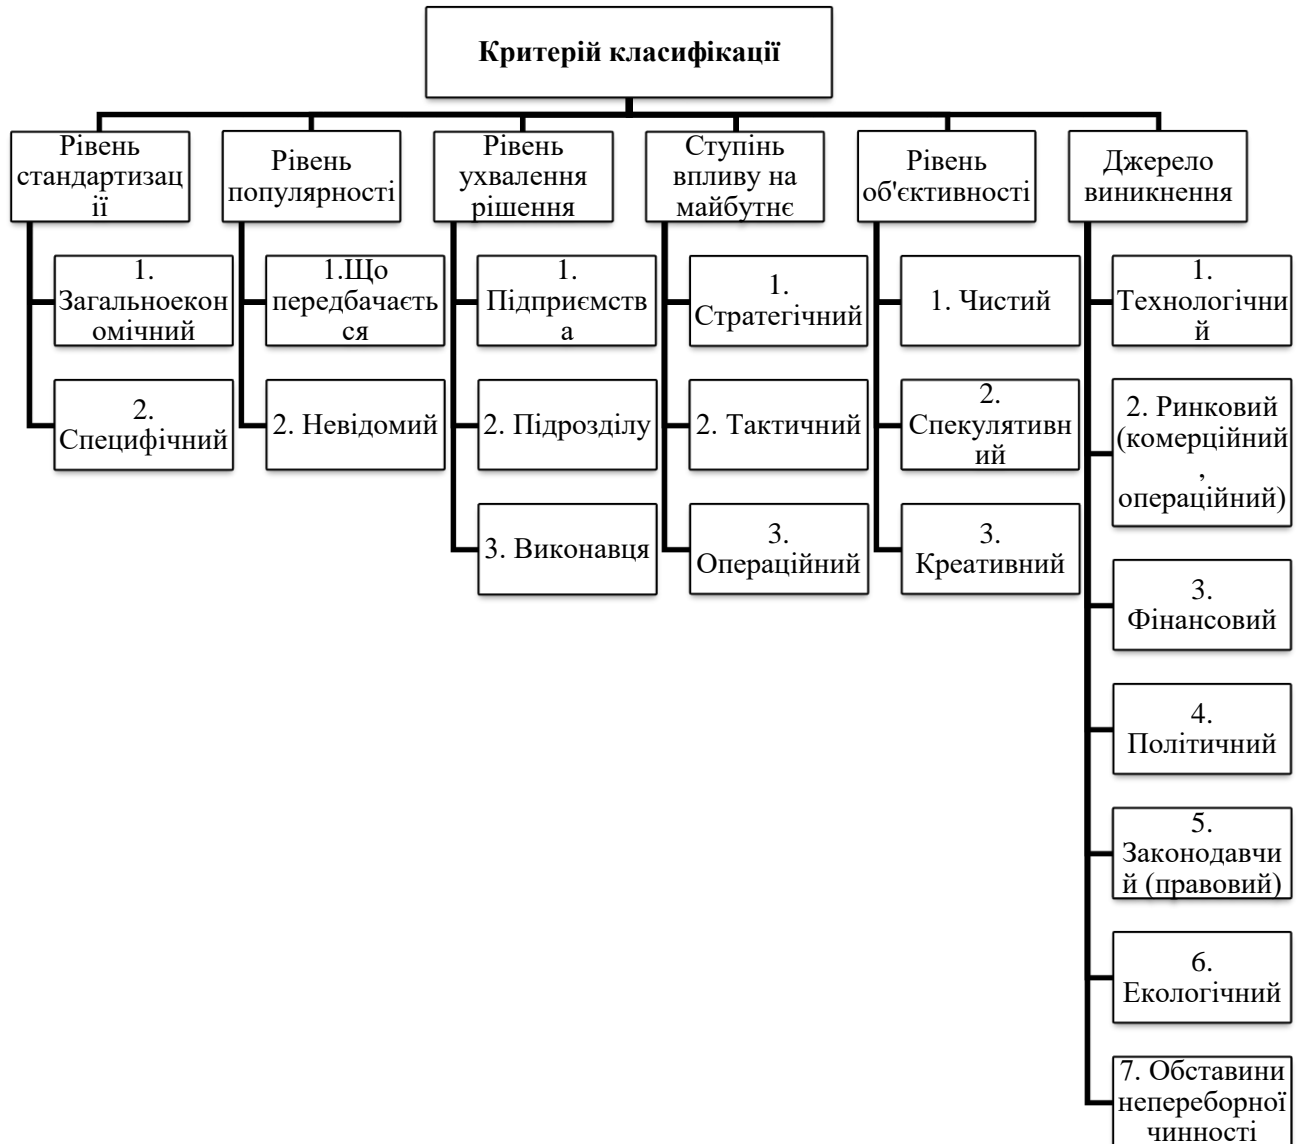 Критерій класифікації
Рівень
стандартизац
ії
1.
Загальноекон
омічний
2.
Специфічний
Рівень
популярності
1.Що
передбачаєть
ся
2. Невідомий
Рівень
ухвалення
рішення
1.
Підприємств
а
2. Підрозділу
3. Виконавця
Ступінь
впливу на
майбутнє
1.
Стратегічний
2. Тактичний
3.
Операційний
Рівень
об'єктивності
1. Чистий
2.
Спекулятивн
ий
3.
Креативний
Джерело
виникнення
1.
Технологічни
й
2. Ринковий
(комерційний
,
операційний)
3.
Фінансовий
4.
Політичний
5.
Законодавчи
й (правовий)
6.
Екологічний
7. Обставини
непереборної
чинності